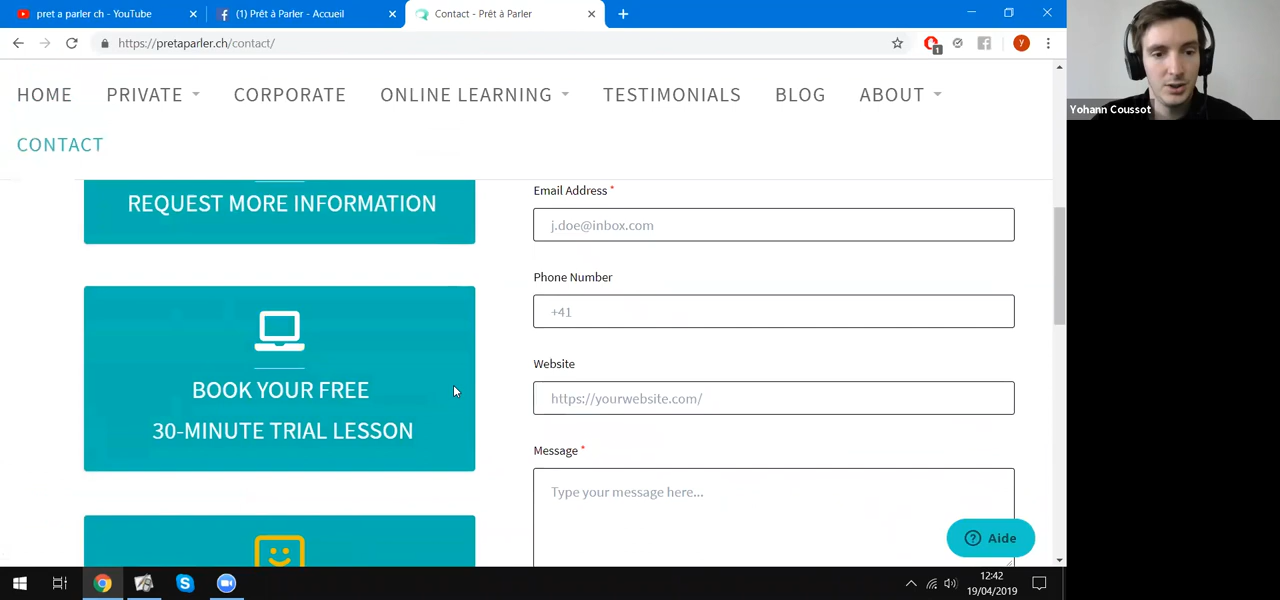 pret a parler ch - YouTube
(1) Prêt à Parler - Accueil
Contact - Prêt à Parler
https://pretaparler.ch/contact/
1
y
HOME PRIVATE CORPORATE ONLINE LEARNING TESTIMONIALS BLOG ABOUT
CONTACT
Yohann Coussot
REQUEST MORE INFORMATION
BOOK YOUR FREE
30-MINUTE TRIAL LESSON
Email Address *
j.doe@inbox.com
Phone Number
+41
Website
https://yourwebsite.com/
Message *
Type your message here...
Aide
12:42
19/04/2019